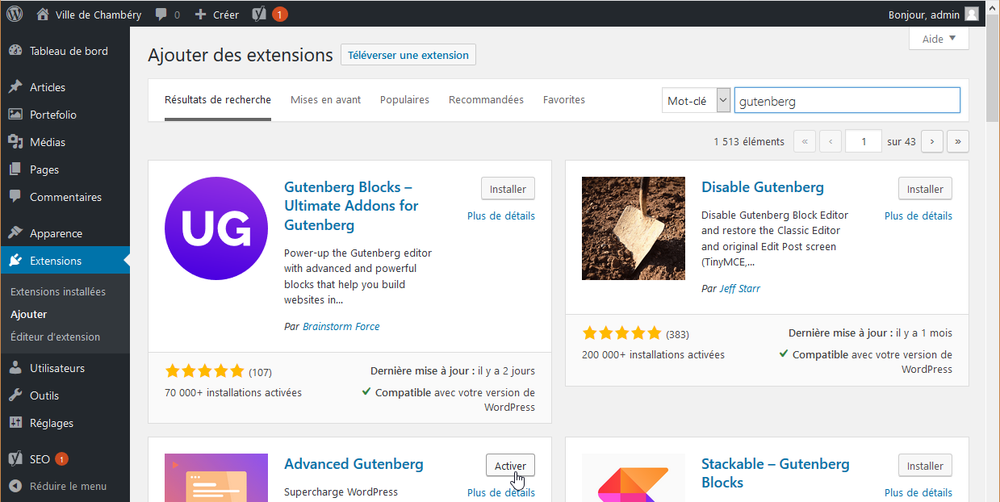 Ville de Chambéry
0
Créer
1
Bonjour, admin
Tableau de bord
Articles
Portefolio
Médias
Pages
Commentaires
Apparence
Extensions
Extensions installées
Ajouter
Éditeur d'extension
Utilisateurs
Outils
Réglages
SEO 1
Réduire le menu
Aide
Ajouter des extensions
Téléverser une extension
Résultats de recherche
Mises en avant
Populaires
Recommandées
Favorites
Mot-clé
gutenberg
1 513 éléments
«
‹
1
sur 43
›
»
UG
Gutenberg Blocks –
Ultimate Addons for
Gutenberg
Installer
Plus de détails
Power-up the Gutenberg editor
with advanced and powerful
blocks that help you build
websites in...
Par Brainstorm Force
(107)
70 000+ installations activées
Dernière mise à jour : il y a 2 jours
Compatible avec votre version de
WordPress
Disable Gutenberg
Installer
Plus de détails
Disable Gutenberg Block Editor
and restore the Classic Editor
and original Edit Post screen
(TinyMCE,...
Par Jeff Starr
(383)
200 000+ installations activées
Dernière mise à jour : il y a 1 mois
Compatible avec votre version de
WordPress
Advanced Gutenberg
Activer
Plus de détails
Supercharge WordPress
Stackable – Gutenberg
Blocks
Installer
Plus de détails